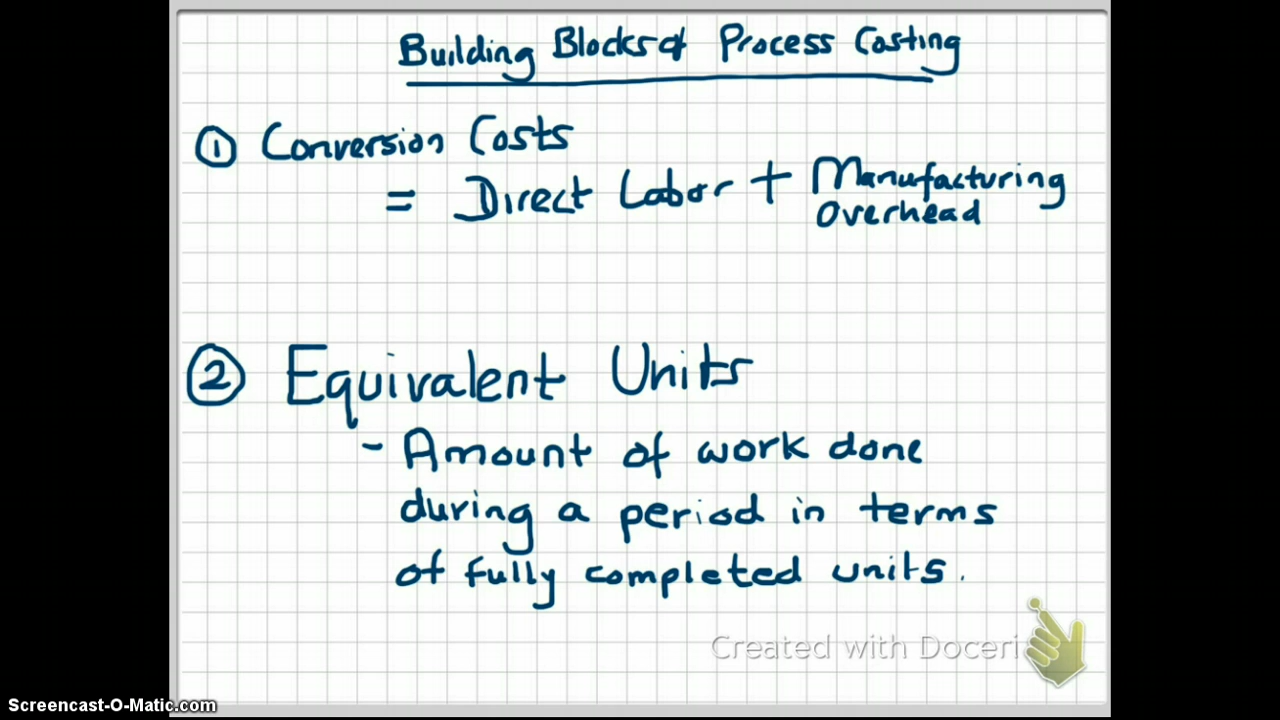 Building Blocks of Process Costing
① Conversion Costs
= Direct Labor + Manufacturing
Overhead
② Equivalent Units
- Amount of work done
during a period in terms
of fully completed units.
Created with Doceri
Screencast-O-Matic.com